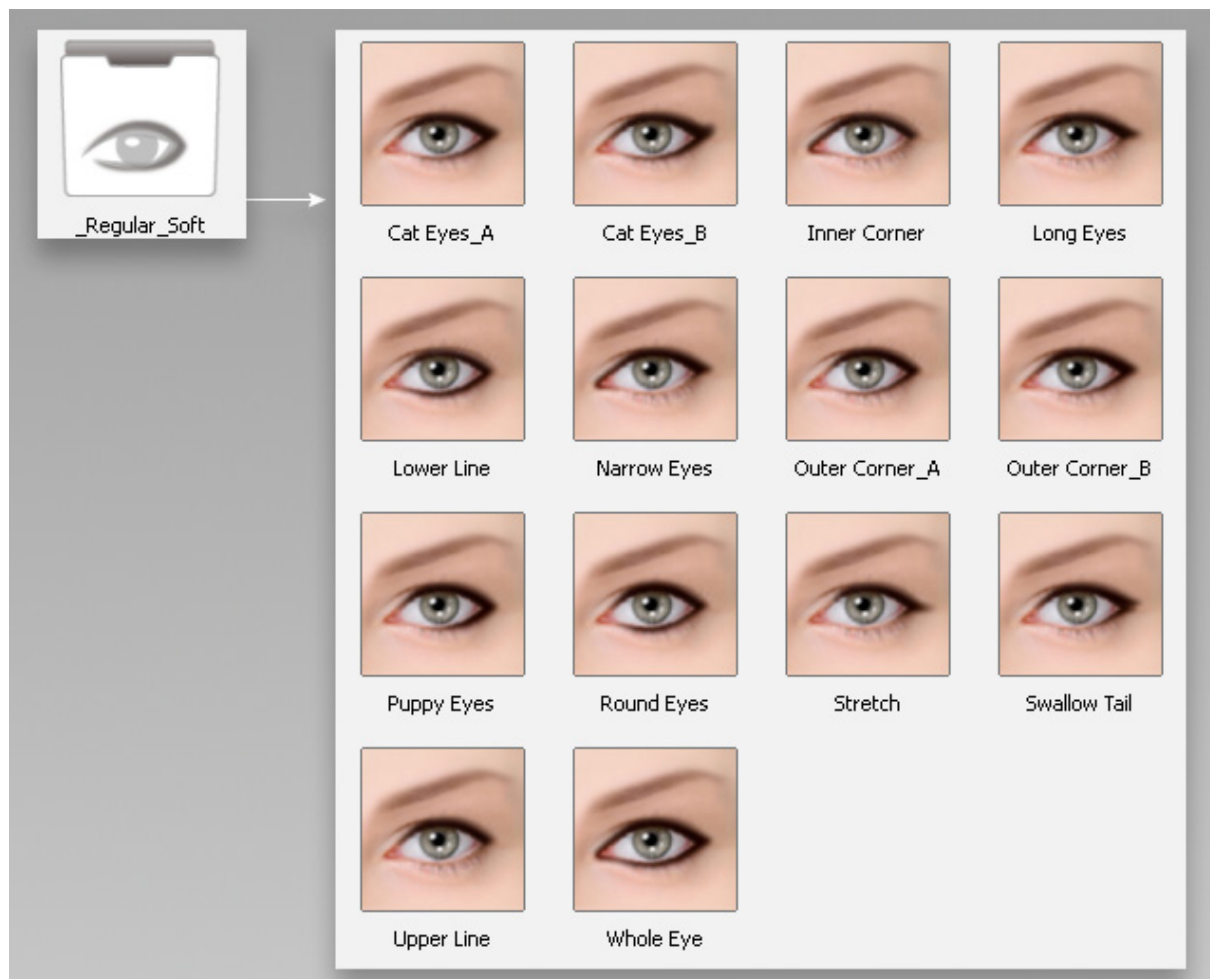 _Regular_Soft
Cat Eyes_A
Cat Eyes_B
Inner Corner
Long Eyes
Lower Line
Narrow Eyes
Outer Corner_A
Outer Corner_B
Puppy Eyes
Round Eyes
Stretch
Swallow Tail
Upper Line
Whole Eye